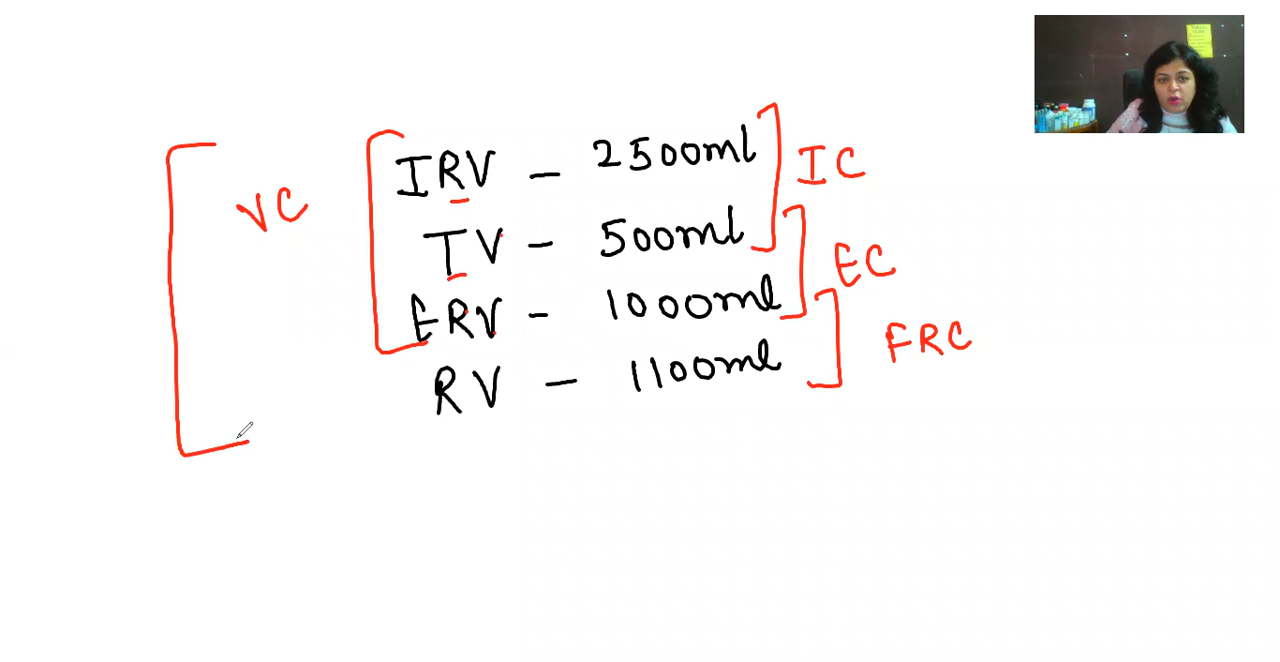 IRV - 2500ml
IC
VC
TV - 500ml
EC
ERV - 1000ml
FRC
RV - 1100ml